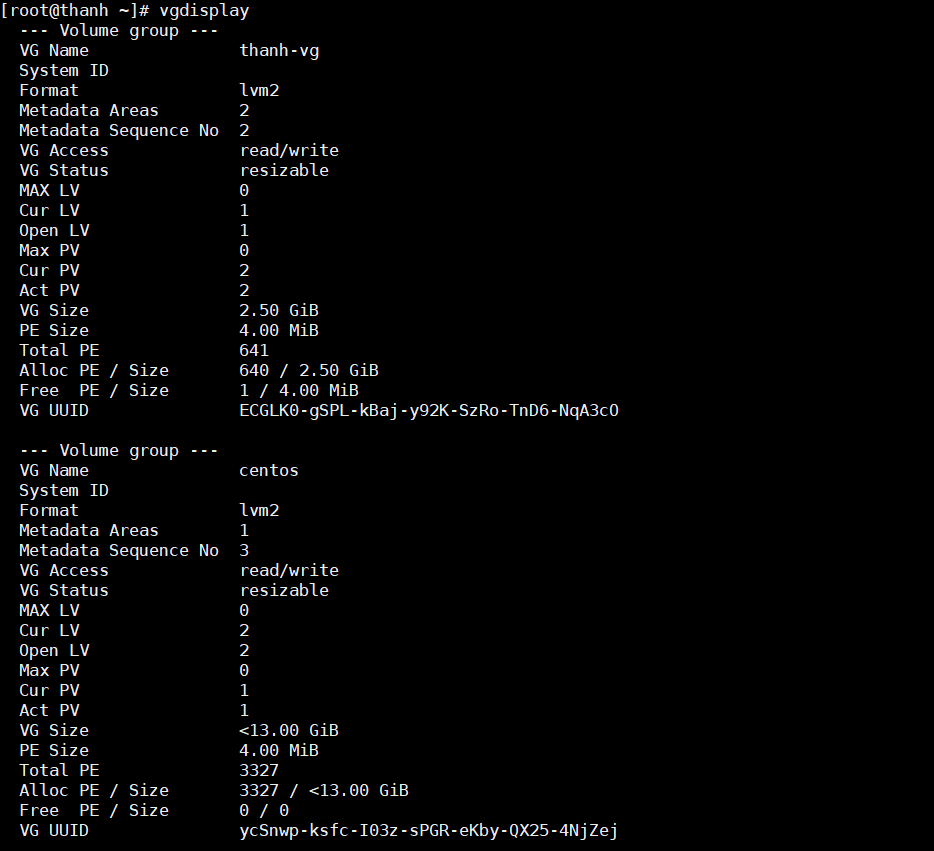 [root@thanh ~]# vgdisplay
  --- Volume group ---
  VG Name               thanh-vg
  System ID
  Format                lvm2
  Metadata Areas        2
  Metadata Sequence No  2
  VG Access             read/write
  VG Status             resizable
  MAX LV                0
  Cur LV                1
  Open LV               1
  Max PV                0
  Cur PV                2
  Act PV                2
  VG Size               2.50 GiB
  PE Size               4.00 MiB
  Total PE              641
  Alloc PE / Size       640 / 2.50 GiB
  Free  PE / Size       1 / 4.00 MiB
  VG UUID               ECGLK0-gSPL-kBaj-y92K-SzRo-TnD6-NqA3cO

  --- Volume group ---
  VG Name               centos
  System ID
  Format                lvm2
  Metadata Areas        1
  Metadata Sequence No  3
  VG Access             read/write
  VG Status             resizable
  MAX LV                0
  Cur LV                2
  Open LV               2
  Max PV                0
  Cur PV                1
  Act PV                1
  VG Size               <13.00 GiB
  PE Size               4.00 MiB
  Total PE              3327
  Alloc PE / Size       3327 / <13.00 GiB
  Free  PE / Size       0 / 0
  VG UUID               ycSnwp-ksfc-I03z-sPGR-eKby-QX25-4NjZej